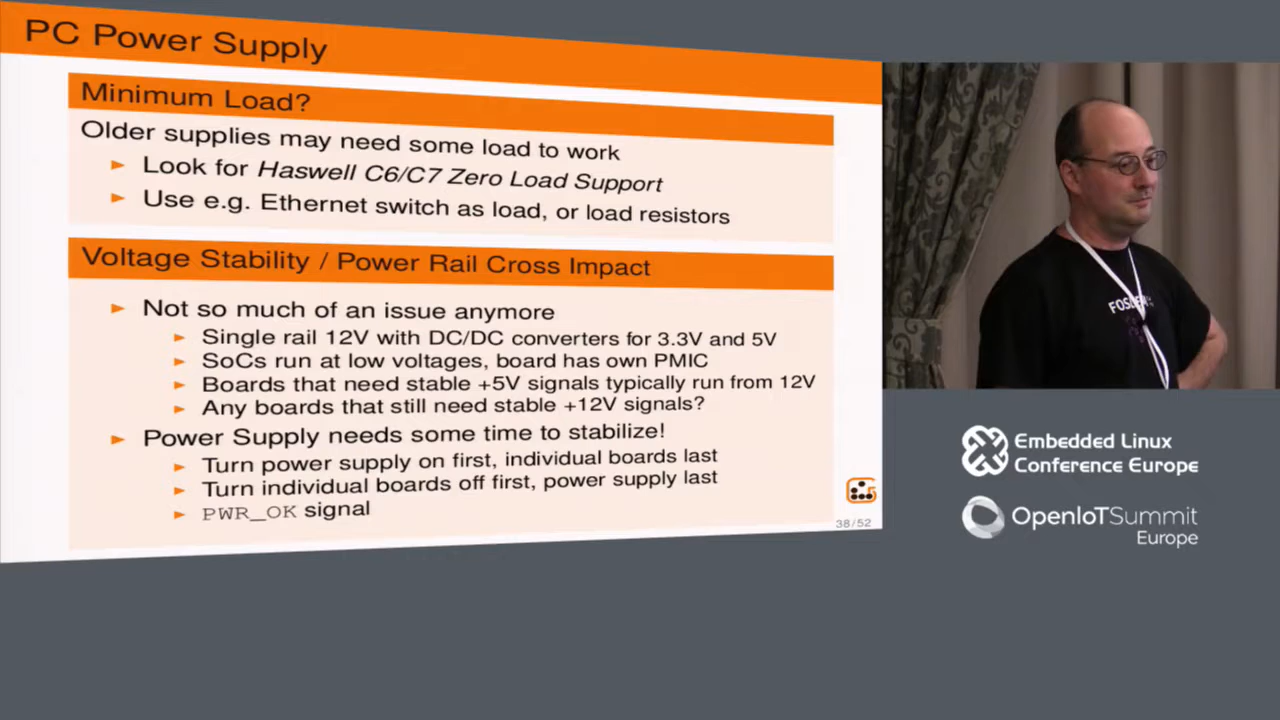 PC Power Supply
Minimum Load?
Older supplies may need some load to work
Look for Haswell C6/C7 Zero Load Support
Use e.g. Ethernet switch as load, or load resistors
Voltage Stability / Power Rail Cross Impact
Not so much of an issue anymore
Single rail 12V with DC/DC converters for 3.3V and 5V
SoCs run at low voltages, board has own PMIC
Boards that need stable +5V signals typically run from 12V
Any boards that still need stable +12V signals?
Power Supply needs some time to stabilize!
Turn power supply on first, individual boards last
Turn individual boards off first, power supply last
PWR_OK signal
38/52
Embedded Linux
Conference Europe
OpenIoTSummit
Europe